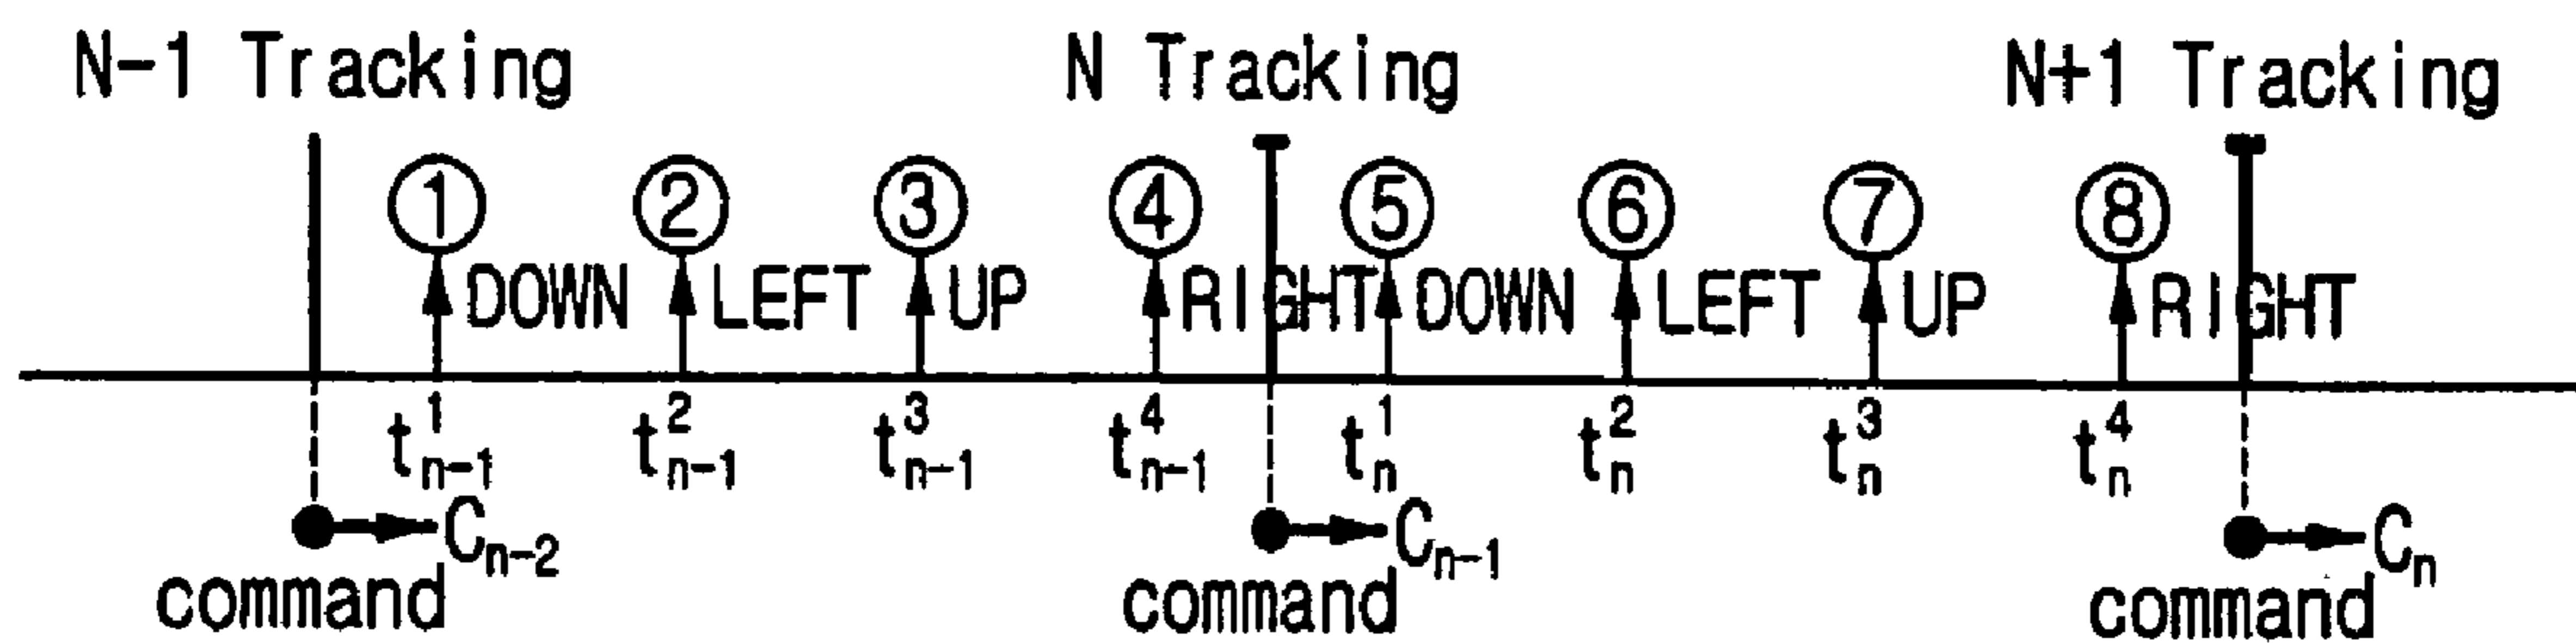 N-1 Tracking N Tracking N+1 Tracking
① ② ③ ④ ⑤ ⑥ ⑦ ⑧
DOWN LEFT UP RIGHT DOWN LEFT UP RIGHT
t¹ₙ₋₁ t²ₙ₋₁ t³ₙ₋₁ t⁴ₙ₋₁ t¹ₙ t²ₙ t³ₙ t⁴ₙ
Cₙ₋₂ Cₙ₋₁ Cₙ
command command command